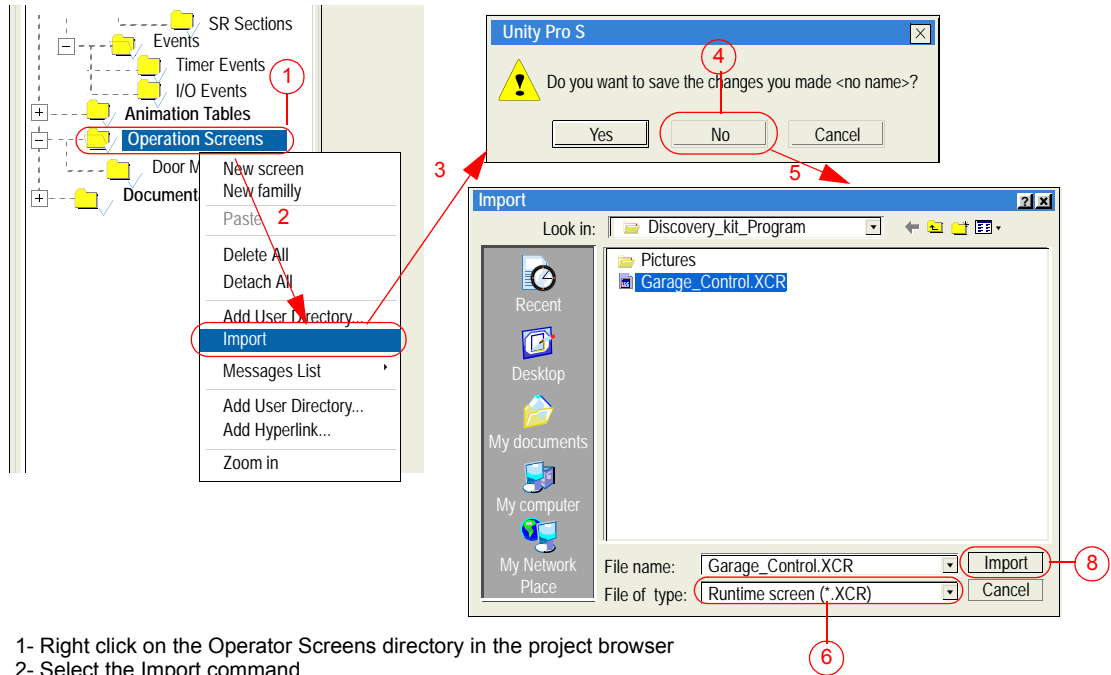 SR Sections
Events
Timer Events
I/O Events
1
Animation Tables
Operation Screens
Door M
Document
New screen
New familly
Paste
2
Delete All
Detach All
Add User Directory...
Import
Messages List
Add User Directory...
Add Hyperlink...
Zoom in
3
Unity Pro S
4
Do you want to save the changes you made <no name>?
Yes
No
Cancel
5
Import
Look in:
Discovery_kit_Program
Recent
Desktop
My documents
My computer
My Network
Place
Pictures
Garage_Control.XCR
File name:
Garage_Control.XCR
Import
8
File of type:
Runtime screen (*.XCR)
Cancel
6
1- Right click on the Operator Screens directory in the project browser
2- Select the Import command